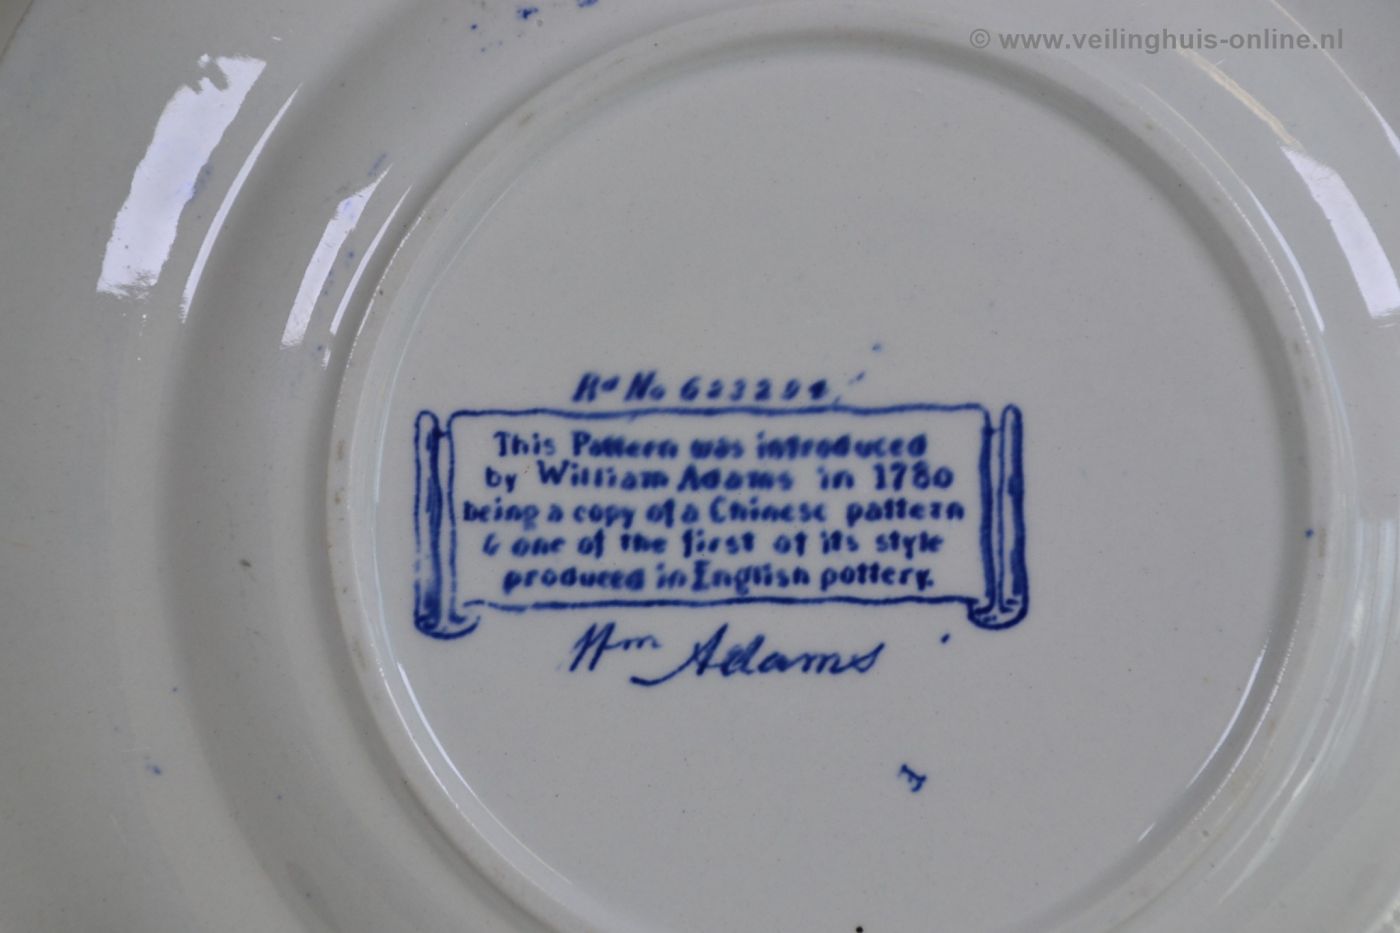 © www.veilinghuis-online.nl
Rd No 623294
This Pattern was introduced
by William Adams in 1780
being a copy of a Chinese pattern
& one of the first of its style
produced in English pottery.
Wm Adams